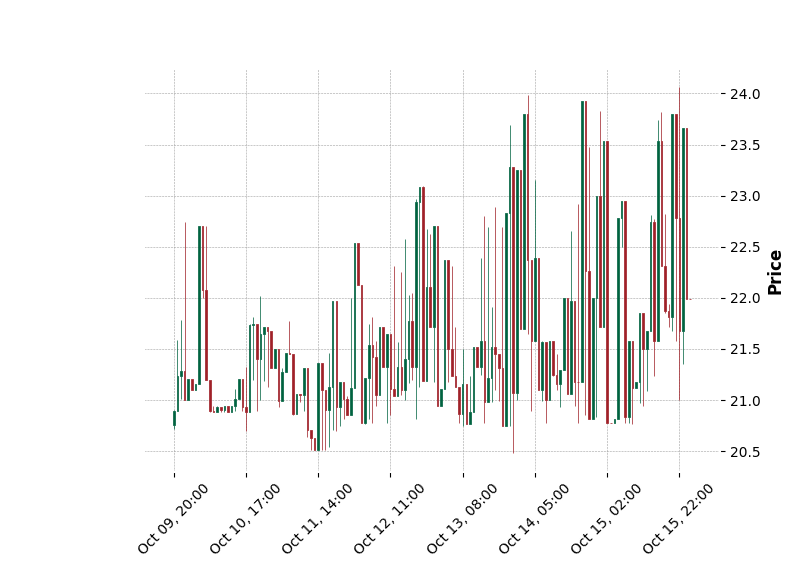 24.0
23.5
23.0
22.5
22.0
21.5
21.0
20.5
Price
Oct 09, 20:00
Oct 10, 17:00
Oct 11, 14:00
Oct 12, 11:00
Oct 13, 08:00
Oct 14, 05:00
Oct 15, 02:00
Oct 15, 22:00